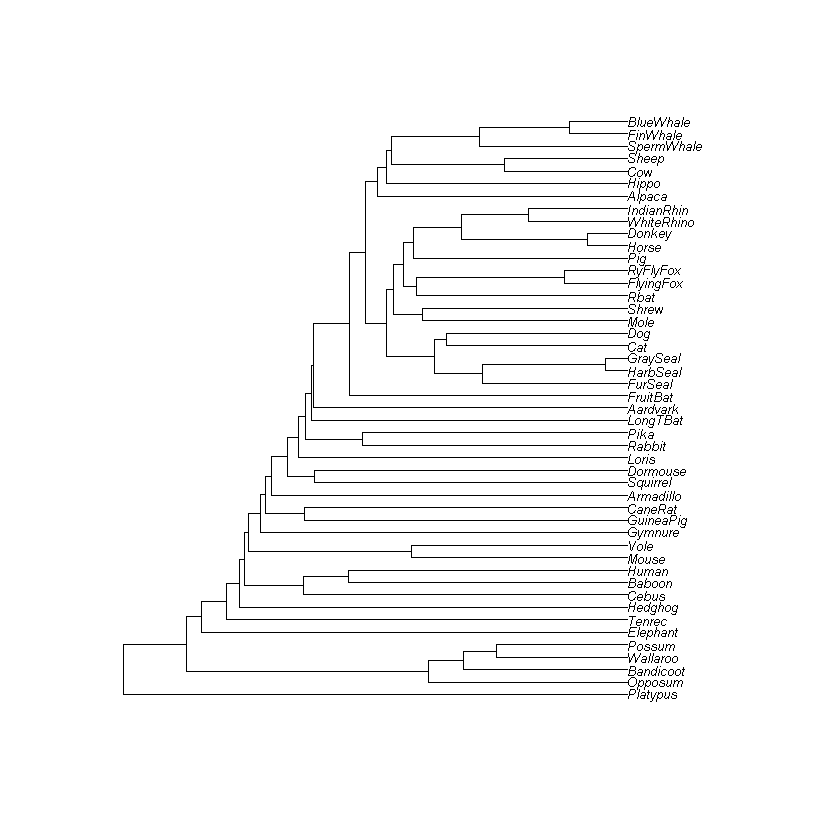 BlueWhale
FinWhale
SpermWhale
Sheep
Cow
Hippo
Alpaca
IndianRhin
WhiteRhino
Donkey
Horse
Pig
RyFlyFox
FlyingFox
Rbat
Shrew
Mole
Dog
Cat
GraySeal
HarbSeal
FurSeal
FruitBat
Aardvark
LongTBat
Pika
Rabbit
Loris
Dormouse
Squirrel
Armadillo
CaneRat
GuineaPig
Gymnure
Vole
Mouse
Human
Baboon
Cebus
Hedghog
Tenrec
Elephant
Possum
Wallaroo
Bandicoot
Opposum
Platypus